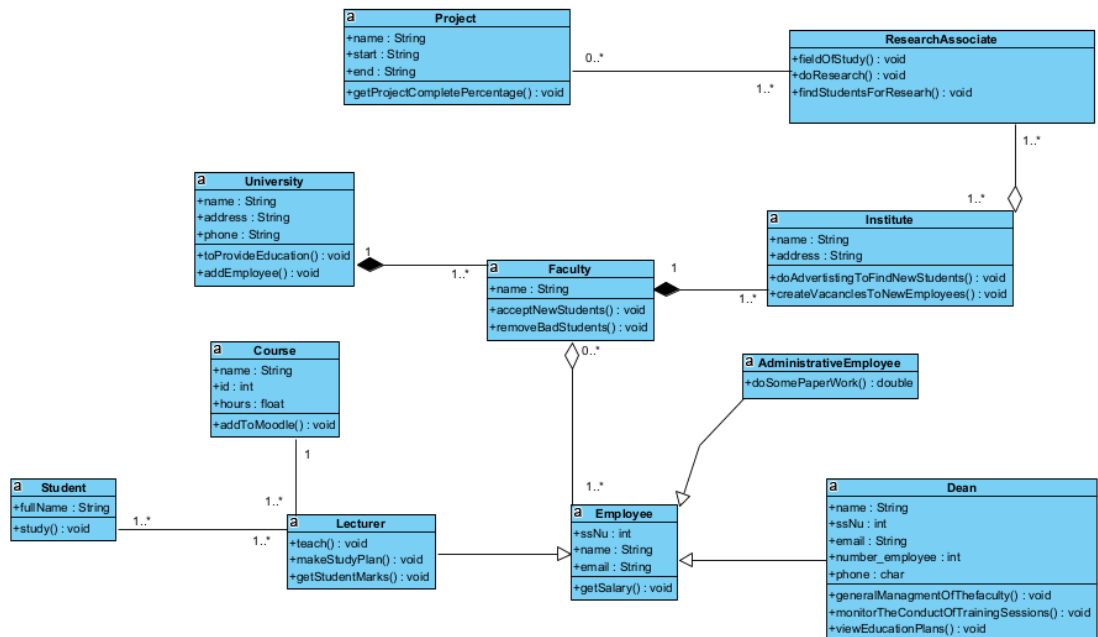 a Project
+name : String
+start : String
+end : String
+getProjectCompletePercentage() : void
0..*
1..*
ResearchAssociate
+fieldOfStudy() : void
+doResearch() : void
+findStudentsForResearh() : void
1..*
1..*
a University
+name : String
+address : String
+phone : String
+toProvideEducation() : void
+addEmployee() : void
1
1..*
a Faculty
+name : String
+acceptNewStudents() : void
+removeBadStudents() : void
1
1..*
a Institute
+name : String
+address : String
+doAdvertistingToFindNewStudents() : void
+createVacanclesToNewEmployees() : void
0..*
1..*
a Course
+name : String
+id : int
+hours : float
+addToMoodle() : void
1
1..*
a AdministrativeEmployee
+doSomePaperWork() : double
a Student
+fullName : String
+study() : void
1..*
1..*
a Lecturer
+teach() : void
+makeStudyPlan() : void
+getStudentMarks() : void
a Employee
+ssNu : int
+name : String
+email : String
+getSalary() : void
a Dean
+name : String
+ssNu : int
+email : String
+number_employee : int
+phone : char
+generalManagmentOfThefaculty() : void
+monitorTheConductOfTrainingSessions() : void
+viewEducationPlans() : void